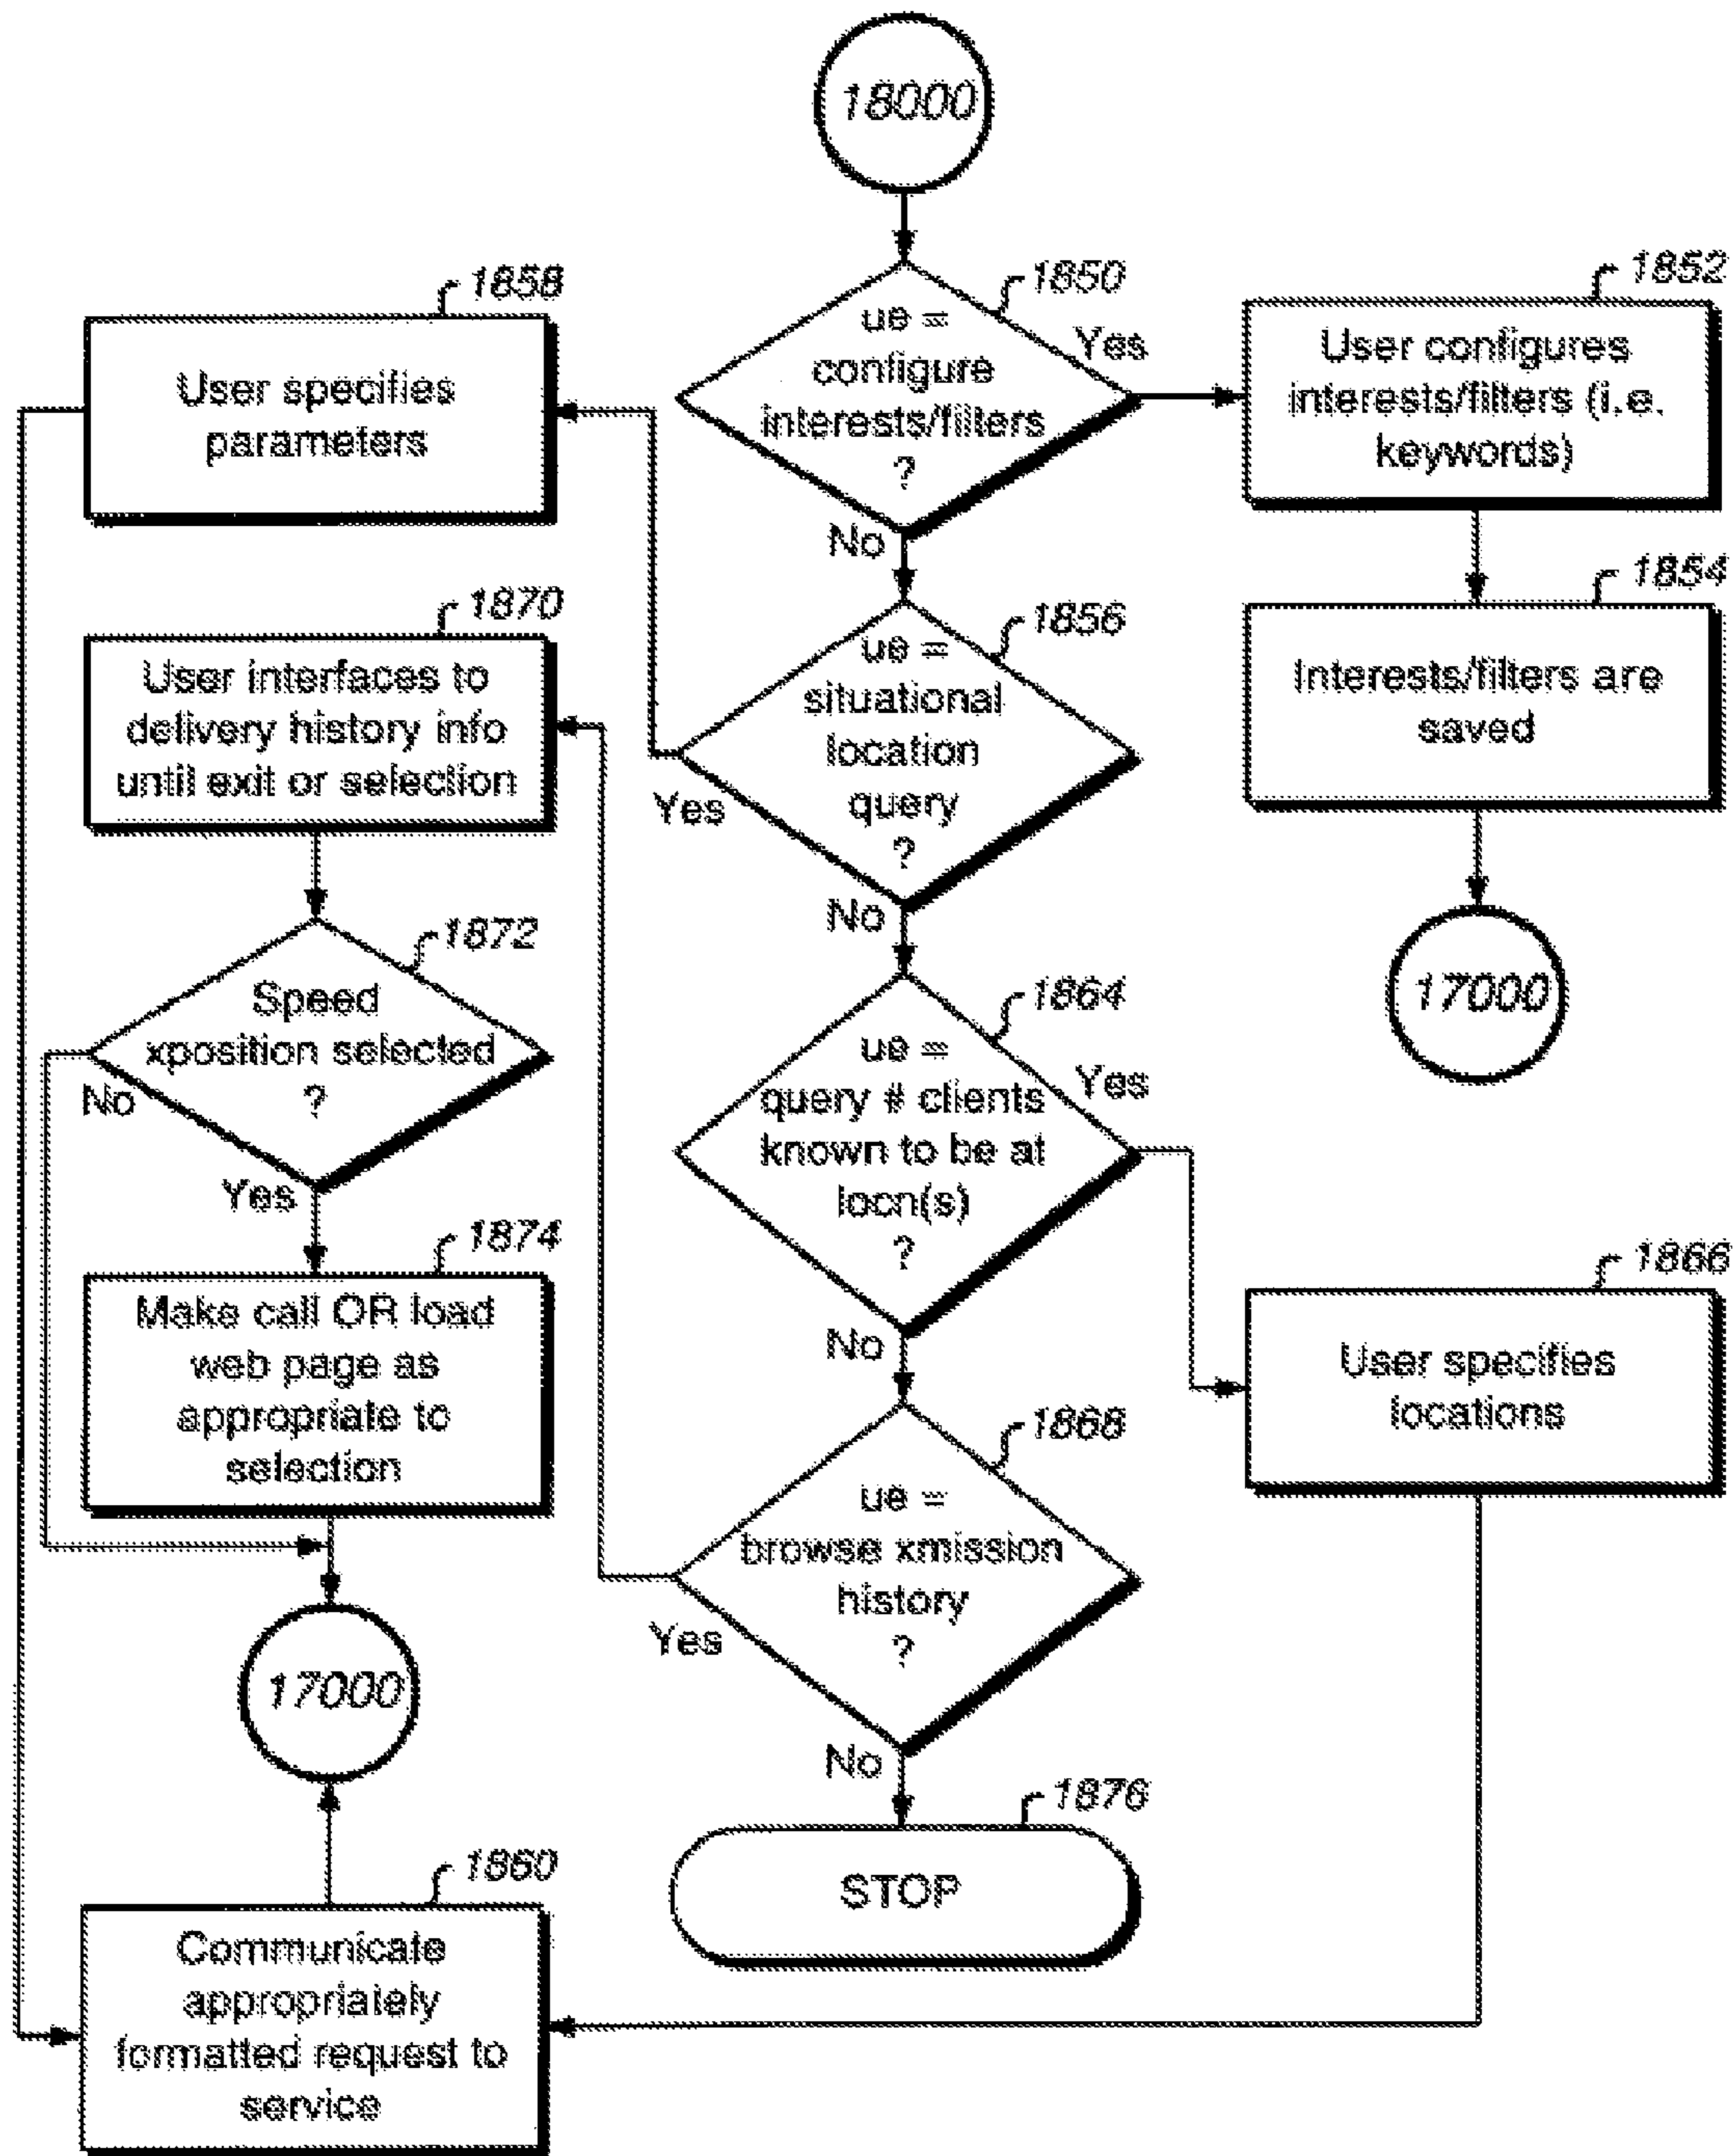 18000
1850
ue =
configure
interests/filters
?
Yes
No
1852
User configures
interests/filters (i.e.
keywords)
1854
Interests/filters are
saved
17000
1856
ue =
situational
location
query
?
Yes
No
1858
User specifies
parameters
1864
ue =
query # clients
known to be at
locn(s)
?
Yes
No
1866
User specifies
locations
1868
ue =
browse xmission
history
?
Yes
No
1870
User interfaces to
delivery history info
until exit or selection
1872
Speed
xposition selected
?
No
Yes
1874
Make call OR load
web page as
appropriate to
selection
17000
1876
STOP
1860
Communicate
appropriately
formatted request to
service